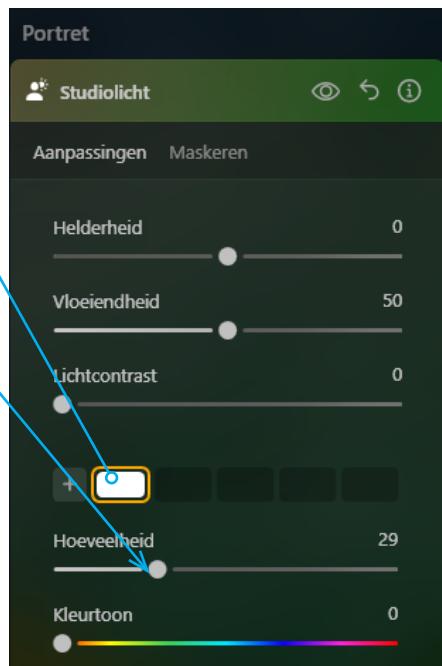 Portret
Studiolicht
Aanpassingen Maskeren
Helderheid 0
Vloeiendheid 50
Lichtcontrast 0
+
Hoeveelheid 29
Kleurtoon 0